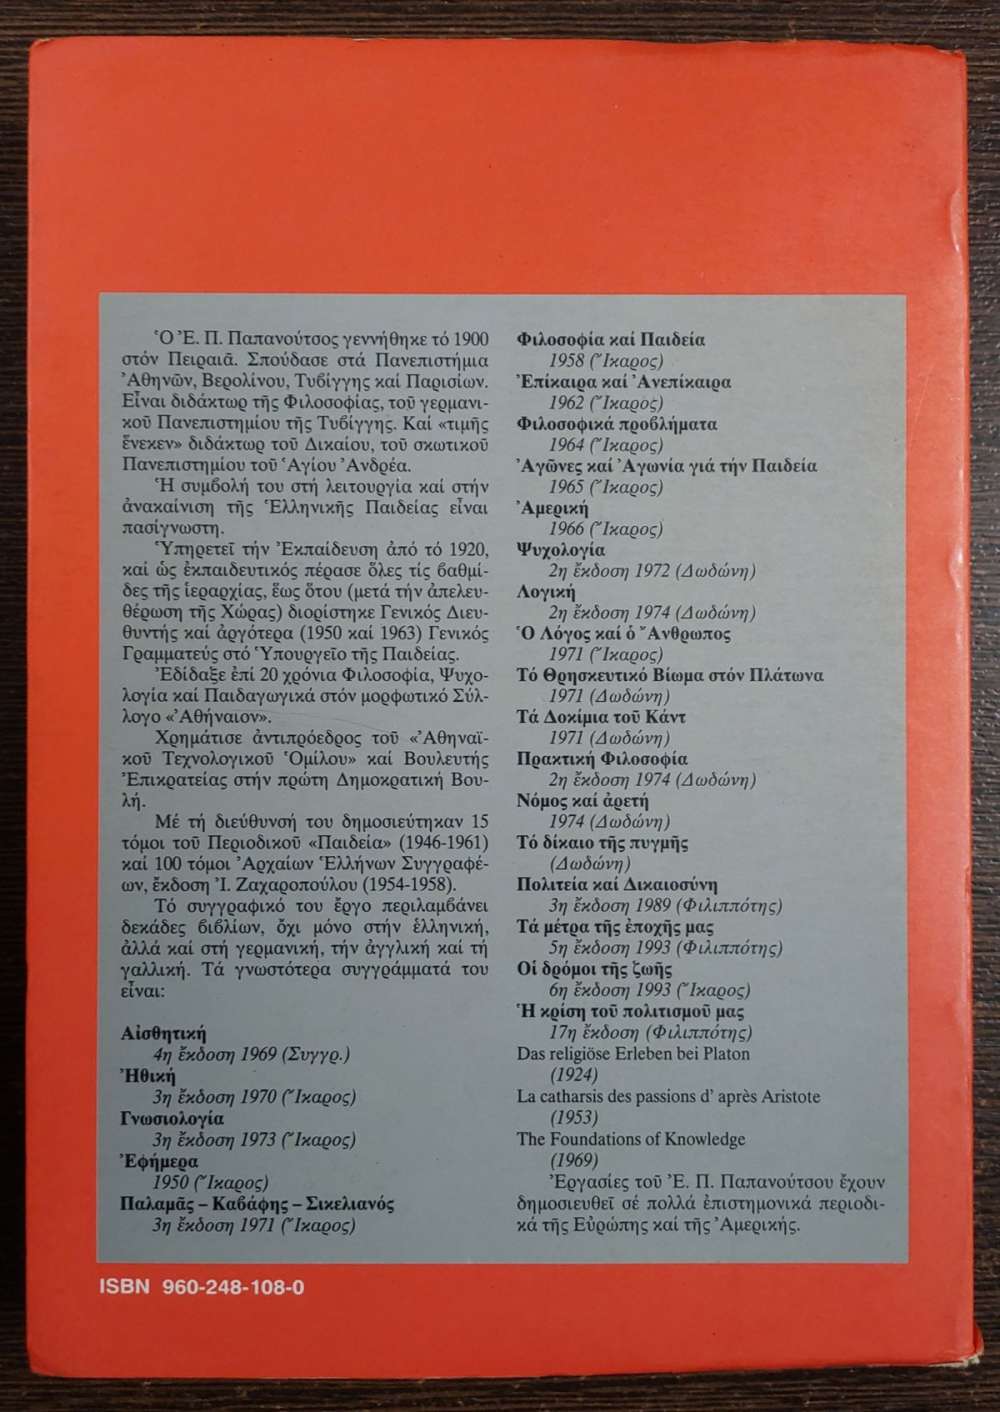 Ὁ Ἐ. Π. Παπανούτσος γεννήθηκε τό 1900
στόν Πειραιᾶ. Σπούδασε στά Πανεπιστήμια
Ἀθηνῶν, Βερολίνου, Τυβίγγης καί Παρισίων.
Εἶναι διδάκτωρ τῆς Φιλοσοφίας, τοῦ γερμανι-
κοῦ Πανεπιστημίου τῆς Τυβίγγης. Καί «τιμῆς
ἕνεκεν» διδάκτωρ τοῦ Δικαίου, τοῦ σκωτικοῦ
Πανεπιστημίου τοῦ Ἁγίου Ἀνδρέα.
Ἡ συμβολή του στή λειτουργία καί στήν
ἀνακαίνιση τῆς Ἑλληνικῆς Παιδείας εἶναι
πασίγνωστη.
Ὑπηρετεῖ τήν Ἐκπαίδευση ἀπό τό 1920,
καί ὡς ἐκπαιδευτικός πέρασε ὅλες τίς βαθμί-
δες τῆς ἱεραρχίας, ἕως ὅτου (μετά τήν ἀπελευ-
θέρωση τῆς Χώρας) διορίστηκε Γενικός Διευ-
θυντής καί ἀργότερα (1950 καί 1963) Γενικός
Γραμματεύς στό Ὑπουργεῖο τῆς Παιδείας.
Ἐδίδαξε ἐπί 20 χρόνια Φιλοσοφία, Ψυχο-
λογία καί Παιδαγωγικά στόν μορφωτικό Σύλ-
λογο «Ἀθήναιον».
Χρημάτισε ἀντιπρόεδρος τοῦ «Ἀθηναϊ-
κοῦ Τεχνολογικοῦ Ὁμίλου» καί Βουλευτής
Ἐπικρατείας στήν πρώτη Δημοκρατική Βου-
λή.
Μέ τή διεύθυνσή του δημοσιεύτηκαν 15
τόμοι τοῦ Περιοδικοῦ «Παιδεία» (1946-1961)
καί 100 τόμοι Ἀρχαίων Ἑλλήνων Συγγραφέ-
ων, ἔκδοση Ἰ. Ζαχαροπούλου (1954-1958).
Τό συγγραφικό του ἔργο περιλαμβάνει
δεκάδες βιβλίων, ὄχι μόνο στήν ἑλληνική,
ἀλλά καί στή γερμανική, τήν ἀγγλική καί τή
γαλλική. Τά γνωστότερα συγγράμματά του
εἶναι:
Αἰσθητική
4η ἔκδοση 1969 (Συγγρ.)
Ἠθική
3η ἔκδοση 1970 (Ἴκαρος)
Γνωσιολογία
3η ἔκδοση 1973 (Ἴκαρος)
Ἐφήμερα
1950 (Ἴκαρος)
Παλαμᾶς – Καβάφης – Σικελιανός
3η ἔκδοση 1971 (Ἴκαρος)
Φιλοσοφία καί Παιδεία
1958 (Ἴκαρος)
Ἐπίκαιρα καί Ἀνεπίκαιρα
1962 (Ἴκαρος)
Φιλοσοφικά προβλήματα
1964 (Ἴκαρος)
Ἀγῶνες καί Ἀγωνία γιά τήν Παιδεία
1965 (Ἴκαρος)
Ἀμερική
1966 (Ἴκαρος)
Ψυχολογία
2η ἔκδοση 1972 (Δωδώνη)
Λογική
2η ἔκδοση 1974 (Δωδώνη)
Ὁ Λόγος καί ὁ Ἄνθρωπος
1971 (Ἴκαρος)
Τό Θρησκευτικό Βίωμα στόν Πλάτωνα
1971 (Δωδώνη)
Τά Δοκίμια τοῦ Κάντ
1971 (Δωδώνη)
Πρακτική Φιλοσοφία
2η ἔκδοση 1974 (Δωδώνη)
Νόμος καί ἀρετή
1974 (Δωδώνη)
Τό δίκαιο τῆς πυγμῆς
(Δωδώνη)
Πολιτεία καί Δικαιοσύνη
3η ἔκδοση 1989 (Φιλιππότης)
Τά μέτρα τῆς ἐποχῆς μας
5η ἔκδοση 1993 (Φιλιππότης)
Οἱ δρόμοι τῆς ζωῆς
6η ἔκδοση 1993 (Ἴκαρος)
Ἡ κρίση τοῦ πολιτισμοῦ μας
17η ἔκδοση (Φιλιππότης)
Das religiöse Erleben bei Platon
(1924)
La catharsis des passions d' après Aristote
(1953)
The Foundations of Knowledge
(1969)
Ἐργασίες τοῦ Ἐ. Π. Παπανούτσου ἔχουν
δημοσιευθεῖ σέ πολλά ἐπιστημονικά περιοδι-
κά τῆς Εὐρώπης καί τῆς Ἀμερικῆς.
ISBN 960-248-108-0